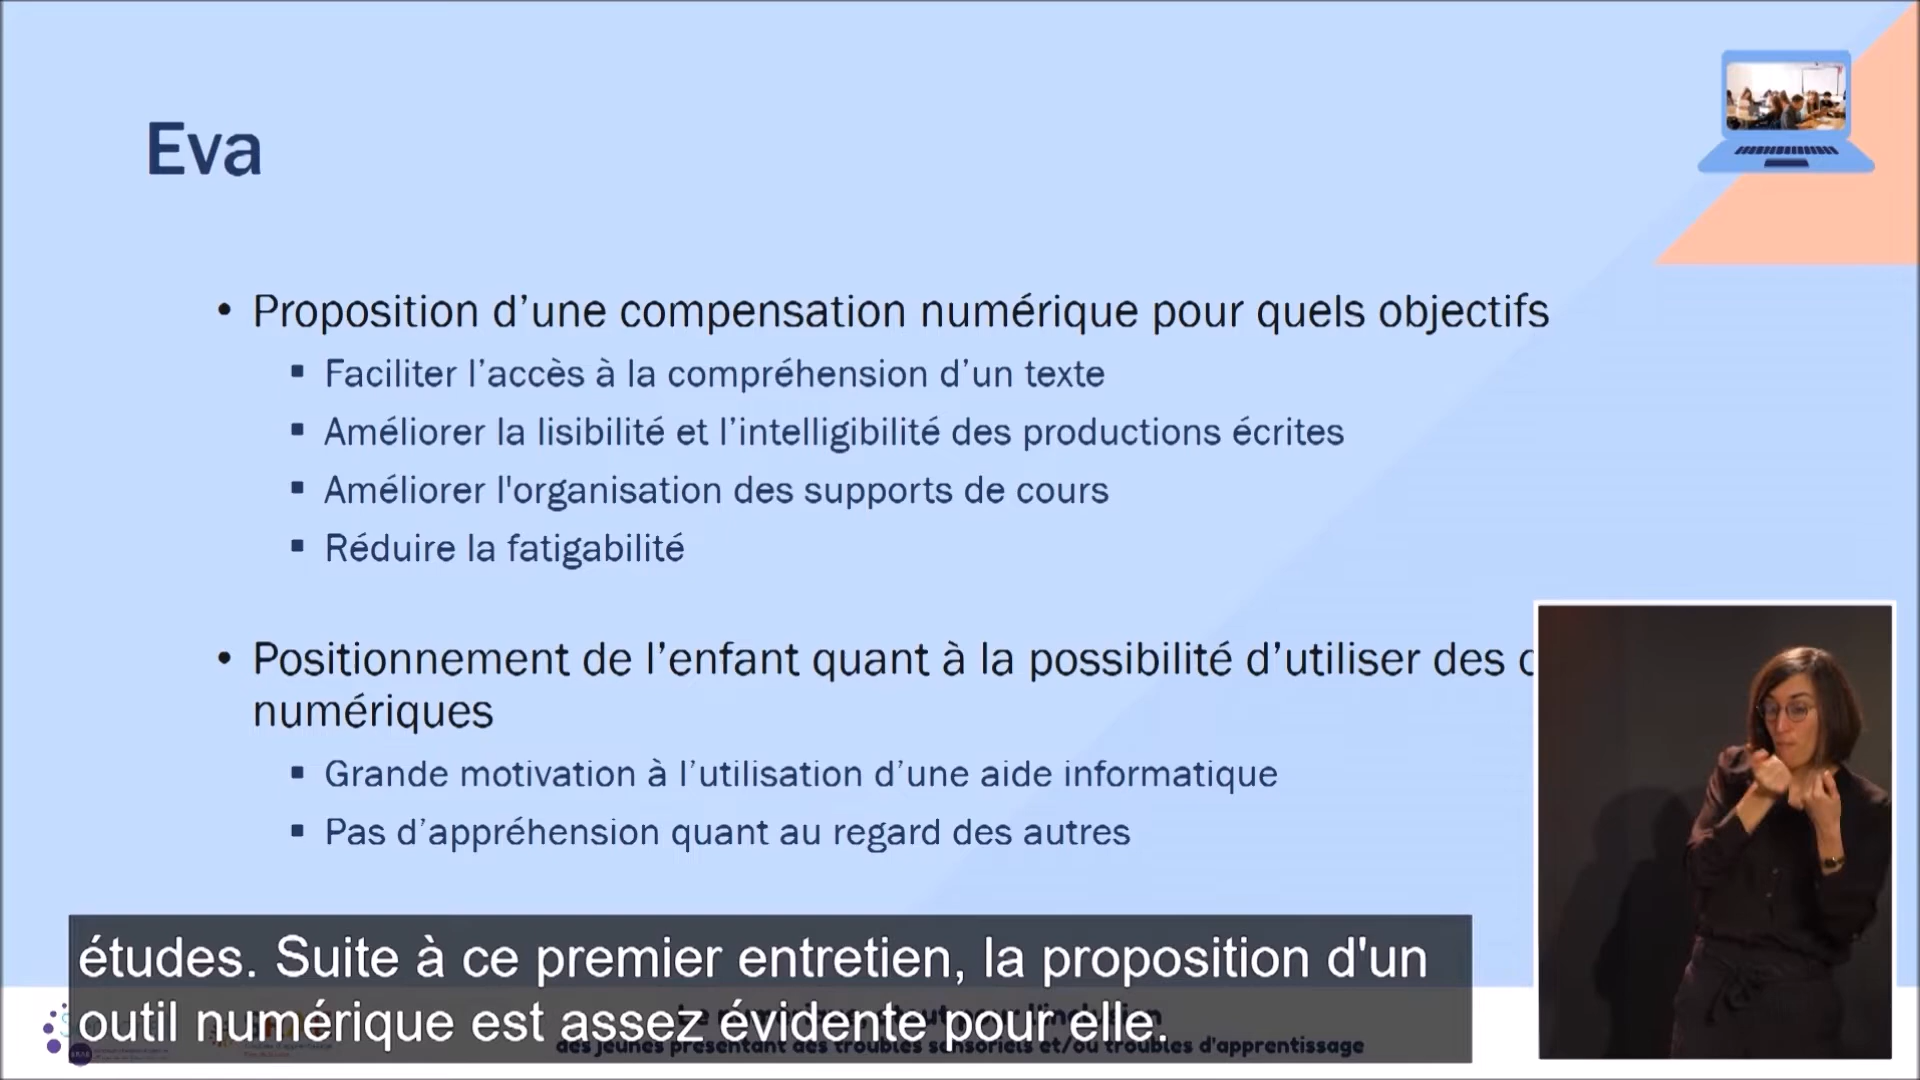 Eva
• Proposition d’une compensation numérique pour quels objectifs
▪ Faciliter l’accès à la compréhension d’un texte
▪ Améliorer la lisibilité et l’intelligibilité des productions écrites
▪ Améliorer l'organisation des supports de cours
▪ Réduire la fatigabilité
• Positionnement de l’enfant quant à la possibilité d’utiliser des
numériques
▪ Grande motivation à l’utilisation d’une aide informatique
▪ Pas d’appréhension quant au regard des autres
études. Suite à ce premier entretien, la proposition d'un
outil numérique est assez évidente pour elle.
des jeunes présentant des troubles sensoriels et/ou troubles d'apprentissage